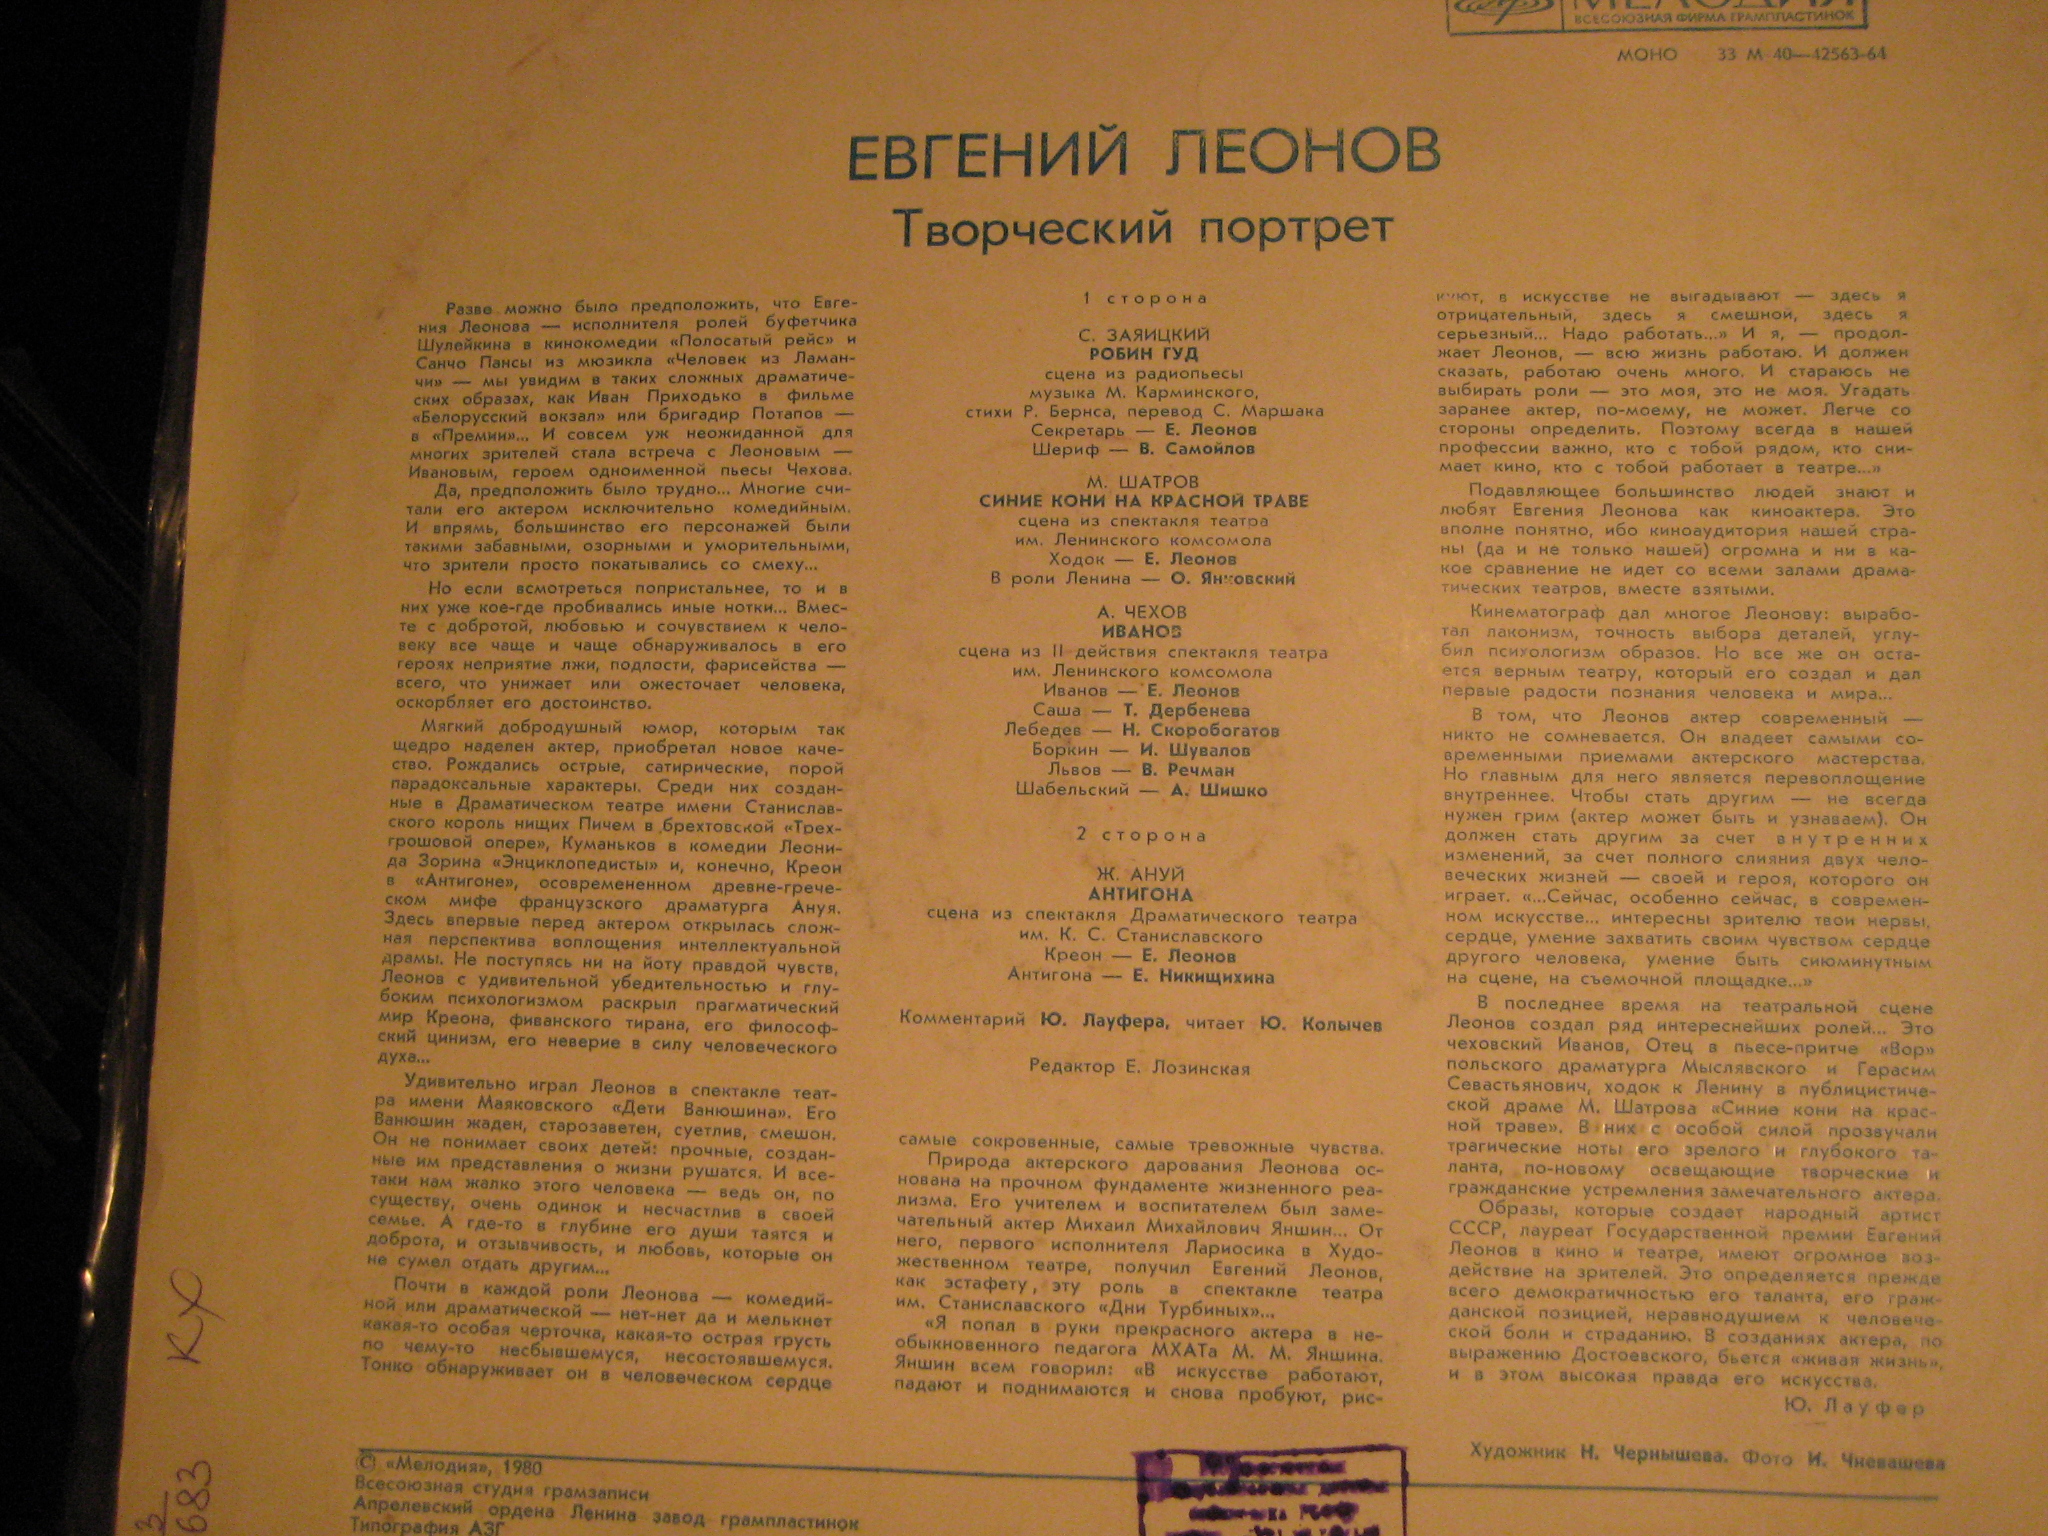 МЕЛОДИЯ
ВСЕСОЮЗНАЯ ФИРМА ГРАМПЛАСТИНОК
МОНО 33 М 40—42563-64
ЕВГЕНИЙ ЛЕОНОВ
Творческий портрет
Разве можно было предположить, что Евге-
ния Леонова — исполнителя ролей буфетчика
Шулейкина в кинокомедии «Полосатый рейс» и
Санчо Пансы из мюзикла «Человек из Ламан-
чи» — мы увидим в таких сложных драматиче-
ских образах, как Иван Приходько в фильме
«Белорусский вокзал» или бригадир Потапов —
в «Премии»... И совсем уж неожиданной для
многих зрителей стала встреча с Леоновым —
Ивановым, героем одноименной пьесы Чехова.
Да, предположить было трудно... Многие счи-
тали его актером исключительно комедийным.
И впрямь, большинство его персонажей были
такими забавными, озорными и уморительными,
что зрители просто покатывались со смеху...
Но если всмотреться попристальнее, то и в
них уже кое-где пробивались иные нотки... Вмес-
те с добротой, любовью и сочувствием к чело-
веку все чаще и чаще обнаруживалось в его
героях неприятие лжи, подлости, фарисейства —
всего, что унижает или ожесточает человека,
оскорбляет его достоинство.
Мягкий добродушный юмор, которым так
щедро наделен актер, приобретал новое каче-
ство. Рождались острые, сатирические, порой
парадоксальные характеры. Среди них создан-
ные в Драматическом театре имени Станислав-
ского король нищих Пичем в брехтовской «Трех-
грошовой опере», Куманьков в комедии Леони-
да Зорина «Энциклопедисты» и, конечно, Креон
в «Антигоне», осовремененном древне-грече-
ском мифе французского драматурга Ануя.
Здесь впервые перед актером открылась слож-
ная перспектива воплощения интеллектуальной
драмы. Не поступясь ни на йоту правдой чувств,
Леонов с удивительной убедительностью и глу-
боким психологизмом раскрыл прагматический
мир Креона, фиванского тирана, его философ-
ский цинизм, его неверие в силу человеческого
духа...
Удивительно играл Леонов в спектакле теат-
ра имени Маяковского «Дети Ванюшина». Его
Ванюшин жаден, старозаветен, суетлив, смешон.
Он не понимает своих детей: прочные, создан-
ные им представления о жизни рушатся. И все-
таки нам жалко этого человека — ведь он, по
существу, очень одинок и несчастлив в своей
семье. А где-то в глубине его души таятся и
доброта, и отзывчивость, и любовь, которые он
не сумел отдать другим...
Почти в каждой роли Леонова — комедий-
ной или драматической — нет-нет да и мелькнет
какая-то особая черточка, какая-то острая грусть
по чему-то несбывшемуся, несостоявшемуся.
Тонко обнаруживает он в человеческом сердце
1 сторона
С. ЗАЯИЦКИЙ
РОБИН ГУД
сцена из радиопьесы
музыка М. Карминского,
стихи Р. Бернса, перевод С. Маршака
Секретарь — Е. Леонов
Шериф — В. Самойлов
М. ШАТРОВ
СИНИЕ КОНИ НА КРАСНОЙ ТРАВЕ
сцена из спектакля театра
им. Ленинского комсомола
Ходок — Е. Леонов
В роли Ленина — О. Янковский
А. ЧЕХОВ
ИВАНОВ
сцена из II действия спектакля театра
им. Ленинского комсомола
Иванов — Е. Леонов
Саша — Т. Дербенева
Лебедев — Н. Скоробогатов
Боркин — И. Шувалов
Львов — В. Речман
Шабельский — А. Шишко
2 сторона
Ж. АНУЙ
АНТИГОНА
сцена из спектакля Драматического театра
им. К. С. Станиславского
Креон — Е. Леонов
Антигона — Е. Никищихина
Комментарий Ю. Лауфера, читает Ю. Колычев
Редактор Е. Лозинская
самые сокровенные, самые тревожные чувства.
Природа актерского дарования Леонова ос-
нована на прочном фундаменте жизненного реа-
лизма. Его учителем и воспитателем был заме-
чательный актер Михаил Михайлович Яншин... От
него, первого исполнителя Лариосика в Худо-
жественном театре, получил Евгений Леонов,
как эстафету, эту роль в спектакле театра
им. Станиславского «Дни Турбиных»...
«Я попал в руки прекрасного актера в не-
обыкновенного педагога МХАТа М. М. Яншина.
Яншин всем говорил: «В искусстве работают,
падают и поднимаются и снова пробуют, рис-
куют, в искусстве не выгадывают — здесь я
отрицательный, здесь я смешной, здесь я
серьезный... Надо работать...» И я, — продол-
жает Леонов, — всю жизнь работаю. И должен
сказать, работаю очень много. И стараюсь не
выбирать роли — это моя, это не моя. Угадать
заранее актер, по-моему, не может. Легче со
стороны определить. Поэтому всегда в нашей
профессии важно, кто с тобой рядом, кто сни-
мает кино, кто с тобой работает в театре...»
Подавляющее большинство людей знают и
любят Евгения Леонова как киноактера. Это
вполне понятно, ибо киноаудитория нашей стра-
ны (да и не только нашей) огромна и ни в ка-
кое сравнение не идет со всеми залами драма-
тических театров, вместе взятыми.
Кинематограф дал многое Леонову: вырабо-
тал лаконизм, точность выбора деталей, углу-
бил психологизм образов. Но все же он оста-
ется верным театру, который его создал и дал
первые радости познания человека и мира...
В том, что Леонов актер современный —
никто не сомневается. Он владеет самыми со-
временными приемами актерского мастерства.
Но главным для него является перевоплощение
внутреннее. Чтобы стать другим — не всегда
нужен грим (актер может быть и узнаваем). Он
должен стать другим за счет внутренних
изменений, за счет полного слияния двух чело-
веческих жизней — своей и героя, которого он
играет. «...Сейчас, особенно сейчас, в современ-
ном искусстве... интересны зрителю твои нервы,
сердце, умение захватить своим чувством сердце
другого человека, умение быть сиюминутным
на сцене, на съемочной площадке...»
В последнее время на театральной сцене
Леонов создал ряд интереснейших ролей... Это
чеховский Иванов, Отец в пьесе-притче «Вор»
польского драматурга Мыслявского и Герасим
Севастьянович, ходок к Ленину в публицистиче-
ской драме М. Шатрова «Синие кони на крас-
ной траве». В них с особой силой прозвучали
трагические ноты его зрелого и глубокого та-
ланта, по-новому освещающие творческие и
гражданские устремления замечательного актера.
Образы, которые создает народный артист
СССР, лауреат Государственной премии Евгений
Леонов в кино и театре, имеют огромное воз-
действие на зрителей. Это определяется прежде
всего демократичностью его таланта, его граж-
данской позицией, неравнодушием к человече-
ской боли и страданию. В созданиях актера, по
выражению Достоевского, бьется «живая жизнь»,
и в этом высокая правда его искусства.
Ю. Лауфер
Художник Н. Чернышева. Фото И. Гневашева
© «Мелодия», 1980
Всесоюзная студия грамзаписи
Апрелевский ордена Ленина завод грампластинок
Типография АЗГ
КХ
3
683